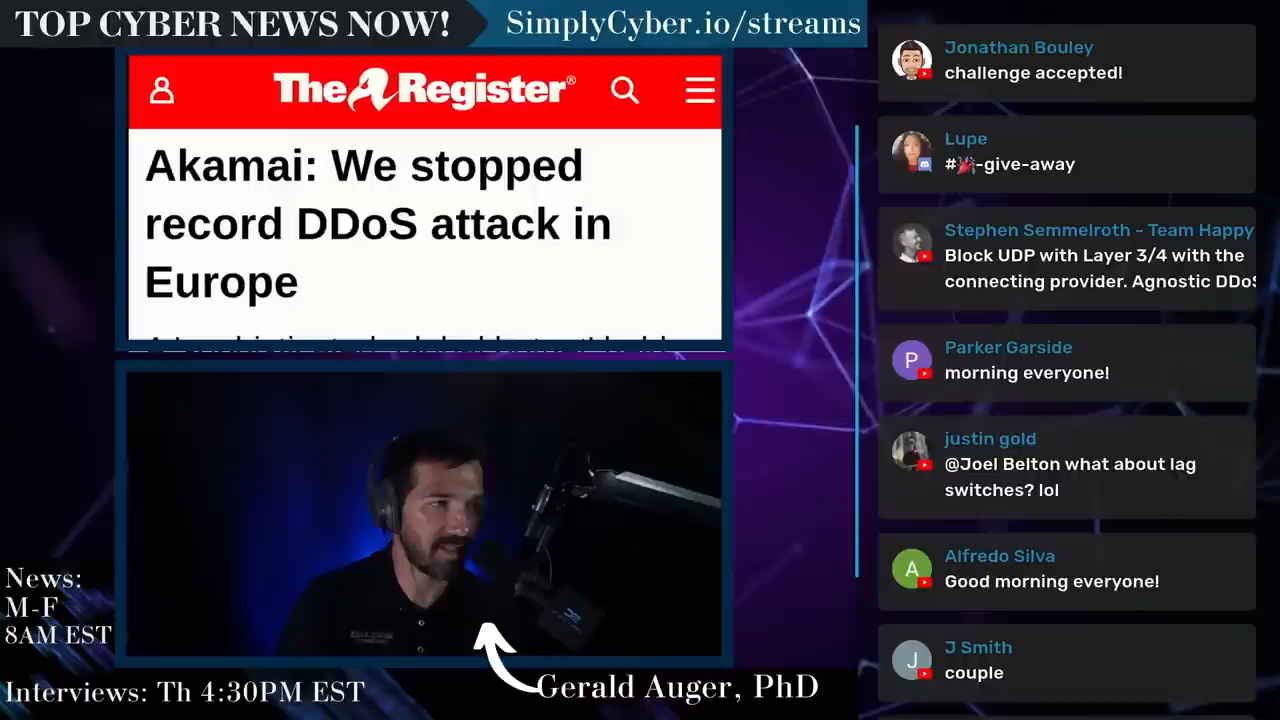 TOP CYBER NEWS NOW!
SimplyCyber.io/streams
The Register®
Akamai: We stopped
record DDoS attack in
Europe
News:
M-F
8AM EST
Interviews: Th 4:30PM EST
Gerald Auger, PhD
Jonathan Bouley
challenge accepted!
Lupe
#🎉-give-away
Stephen Semmelroth - Team Happy
Block UDP with Layer 3/4 with the
connecting provider. Agnostic DDoS
P
Parker Garside
morning everyone!
justin gold
@Joel Belton what about lag
switches? lol
A
Alfredo Silva
Good morning everyone!
J
J Smith
couple